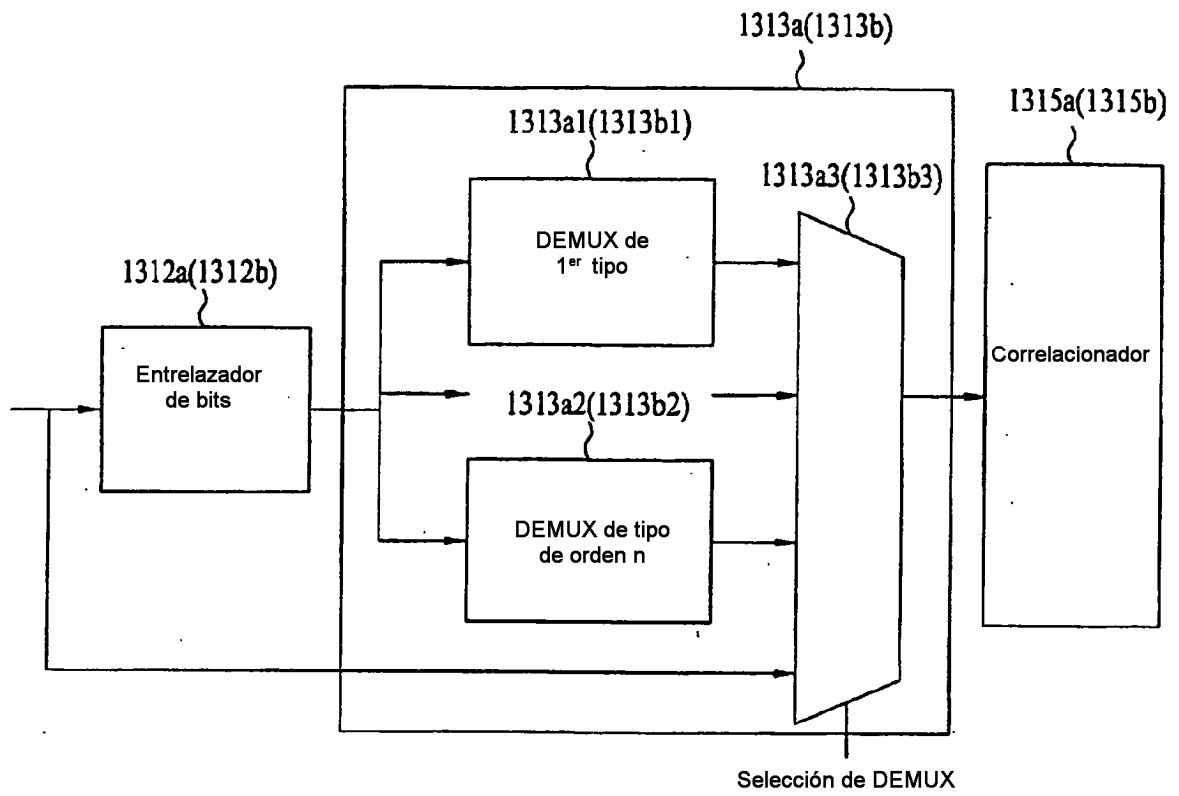 1313a(1313b)
1315a(1315b)
1313a1(1313b1)
1313a3(1313b3)
DEMUX de
1er tipo
1312a(1312b)
Entrelazador
de bits
Correlacionador
1313a2(1313b2)
DEMUX de tipo
de orden n
Selección de DEMUX